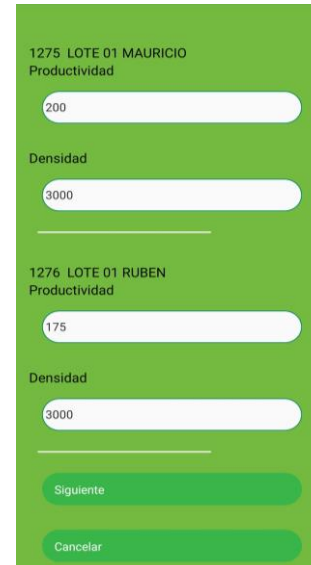 1275 LOTE 01 MAURICIO
Productividad
200
Densidad
3000
1276 LOTE 01 RUBEN
Productividad
175
Densidad
3000
Siguiente
Cancelar